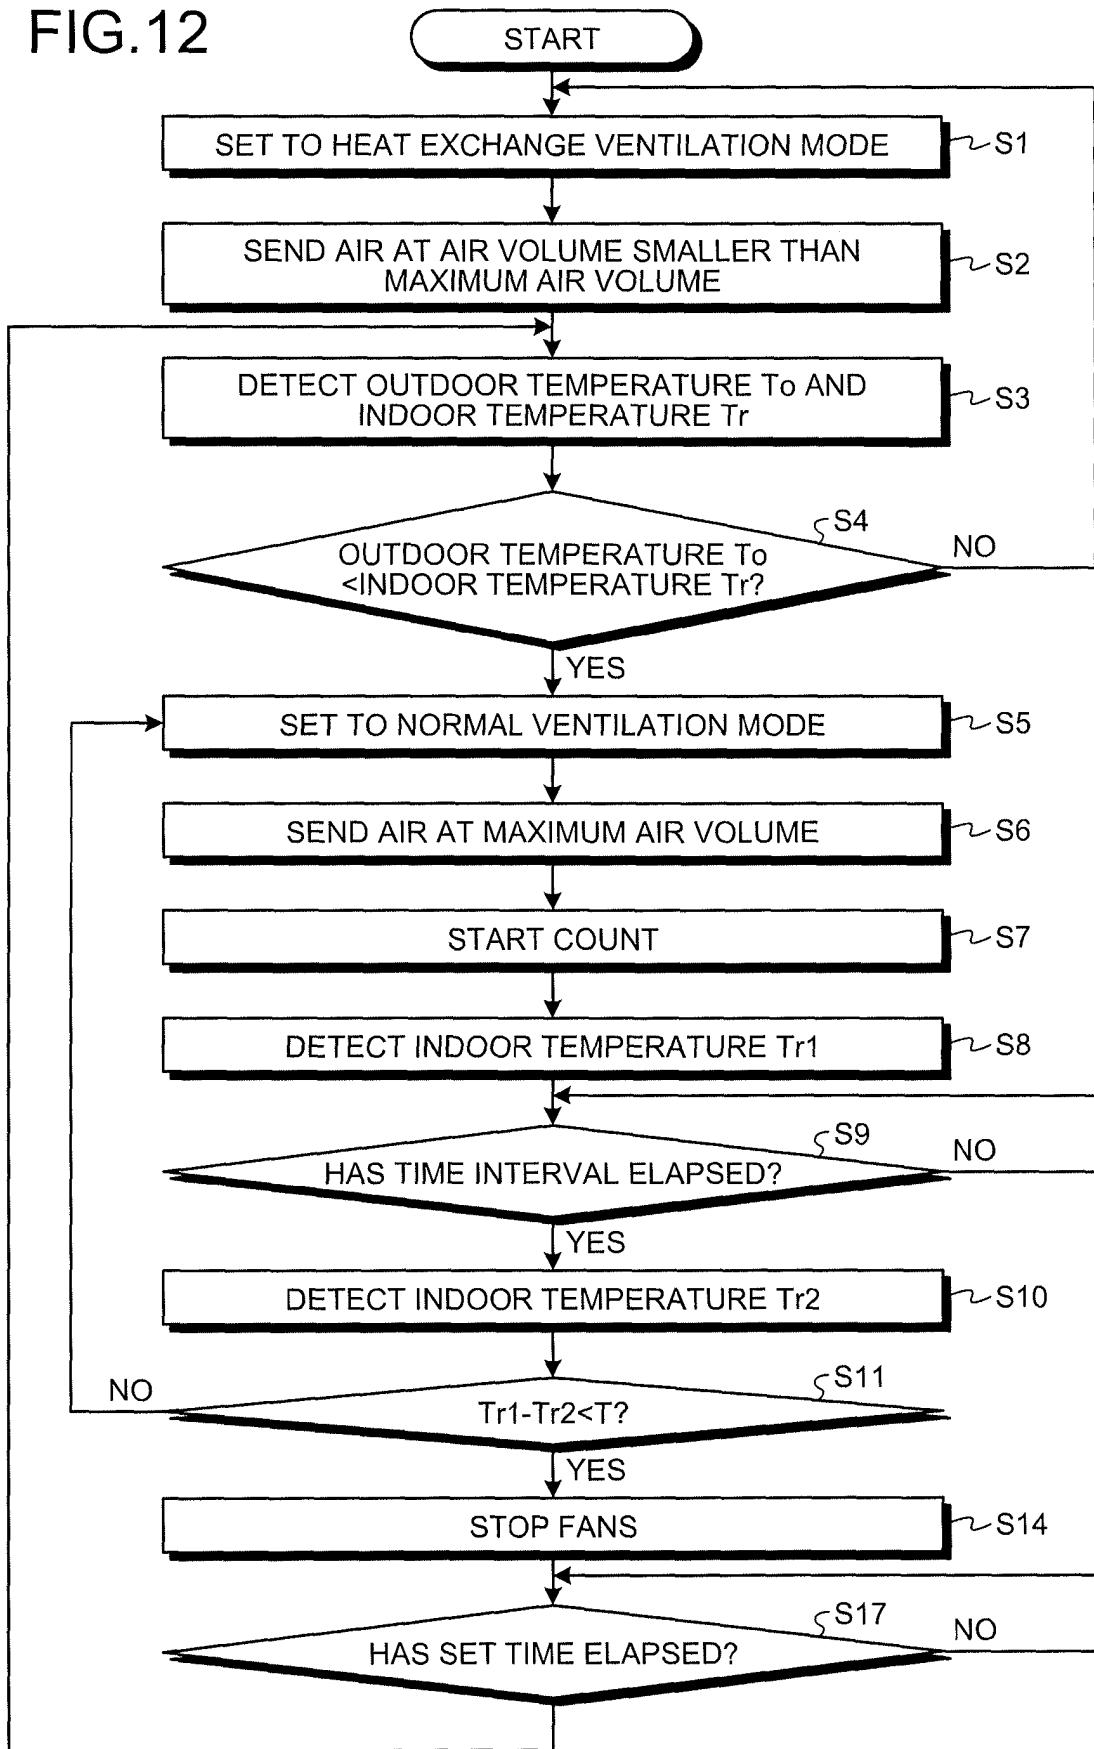 FIG.12
START
SET TO HEAT EXCHANGE VENTILATION MODE
S1
SEND AIR AT AIR VOLUME SMALLER THAN
MAXIMUM AIR VOLUME
S2
DETECT OUTDOOR TEMPERATURE To AND
INDOOR TEMPERATURE Tr
S3
S4
OUTDOOR TEMPERATURE To
<INDOOR TEMPERATURE Tr?
NO
YES
SET TO NORMAL VENTILATION MODE
S5
SEND AIR AT MAXIMUM AIR VOLUME
S6
START COUNT
S7
DETECT INDOOR TEMPERATURE Tr1
S8
S9
HAS TIME INTERVAL ELAPSED?
NO
YES
DETECT INDOOR TEMPERATURE Tr2
S10
S11
NO
Tr1-Tr2<T?
YES
STOP FANS
S14
S17
HAS SET TIME ELAPSED?
NO